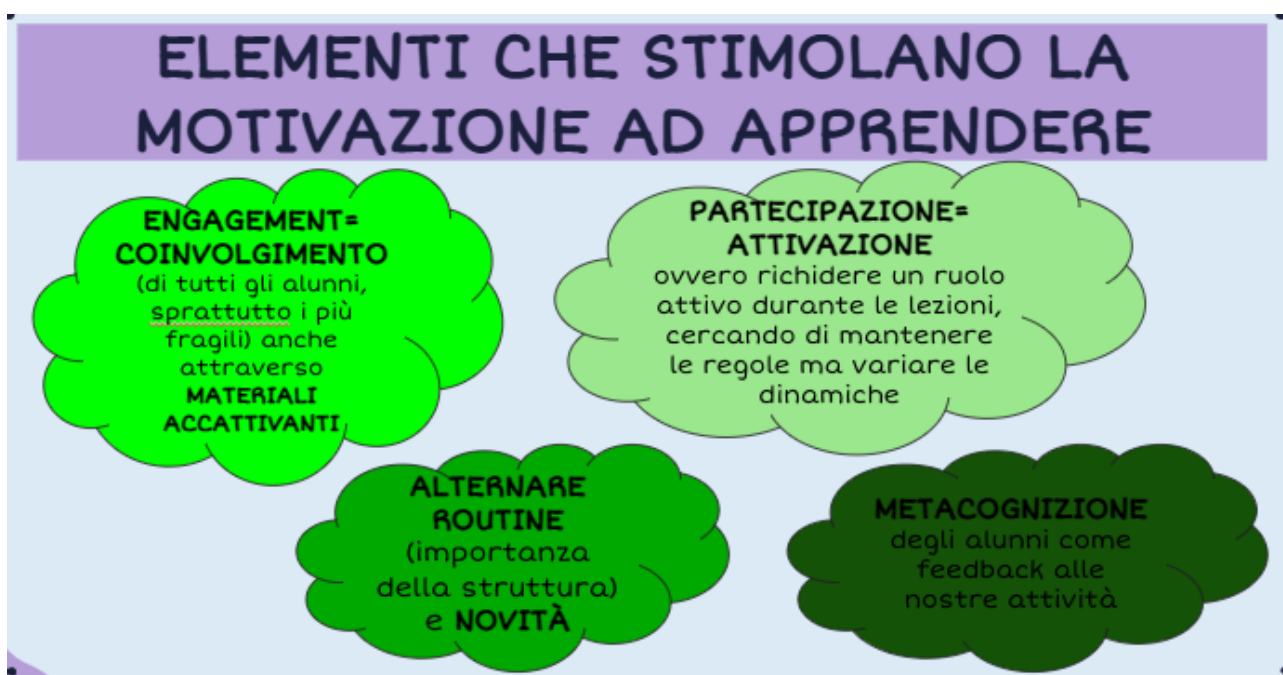 ELEMENTI CHE STIMOLANO LA
MOTIVAZIONE AD APPRENDERE
ENGAGEMENT=
COINVOLGIMENTO
(di tutti gli alunni,
sprattutto i più
fragili) anche
attraverso
MATERIALI
ACCATTIVANTI
PARTECIPAZIONE=
ATTIVAZIONE
ovvero richidere un ruolo
attivo durante le lezioni,
cercando di mantenere
le regole ma variare le
dinamiche
ALTERNARE
ROUTINE
(importanza
della struttura)
e NOVITÀ
METACOGNIZIONE
degli alunni come
feedback alle
nostre attività